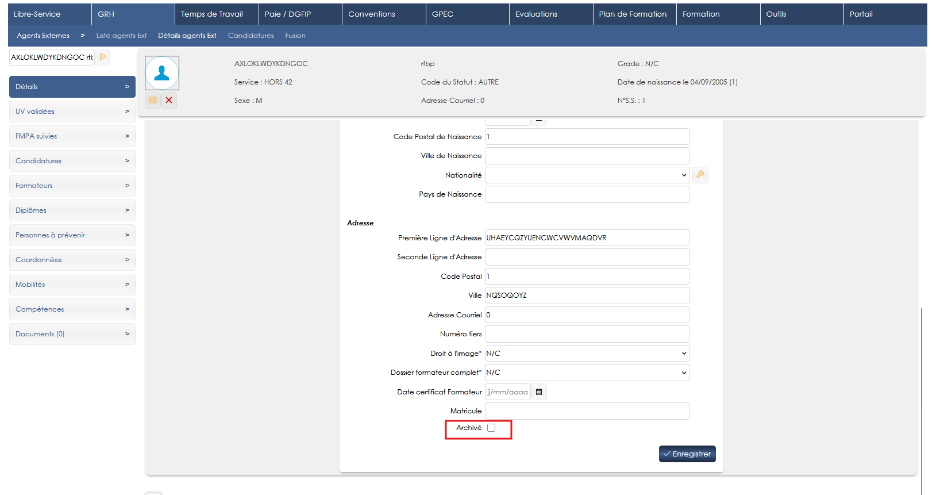 Libre-Service GRH Temps de Travail Paie / DGFIP Conventions GPEC Evaluations Plan de Formation Formation Outils Portail
Agents Externes > Liste agents Ext Détails agents Ext Candidatures Fusion
AXLOKLWDYKDNGOC rfb
AXLOKLWDYKDNGOC rfbp Grade : N/C
Service : HORS 42 Code du Statut : AUTRE Date de naissance le 04/09/2005 (1)
Sexe : M Adresse Courriel : 0 N°S.S. : 1
Détails >
UV validées >
FMPA suivies >
Candidatures >
Formateurs >
Diplômes >
Personnes à prévenir >
Coordonnées >
Mobilités >
Compétences >
Documents (0) >
Code Postal de Naissance 1
Ville de Naissance
Nationalité
Pays de Naissance
Adresse
Première Ligne d'Adresse UHAEYCQZYUENCWCVWVMAQDVR
Seconde Ligne d'Adresse
Code Postal 1
Ville NQSOQOYZ
Adresse Courriel 0
Numéro tiers
Droit à l'image* N/C
Dossier formateur complet* N/C
Date certificat Formateur jj/mm/aaaa
Matricule
Archivé
Enregistrer